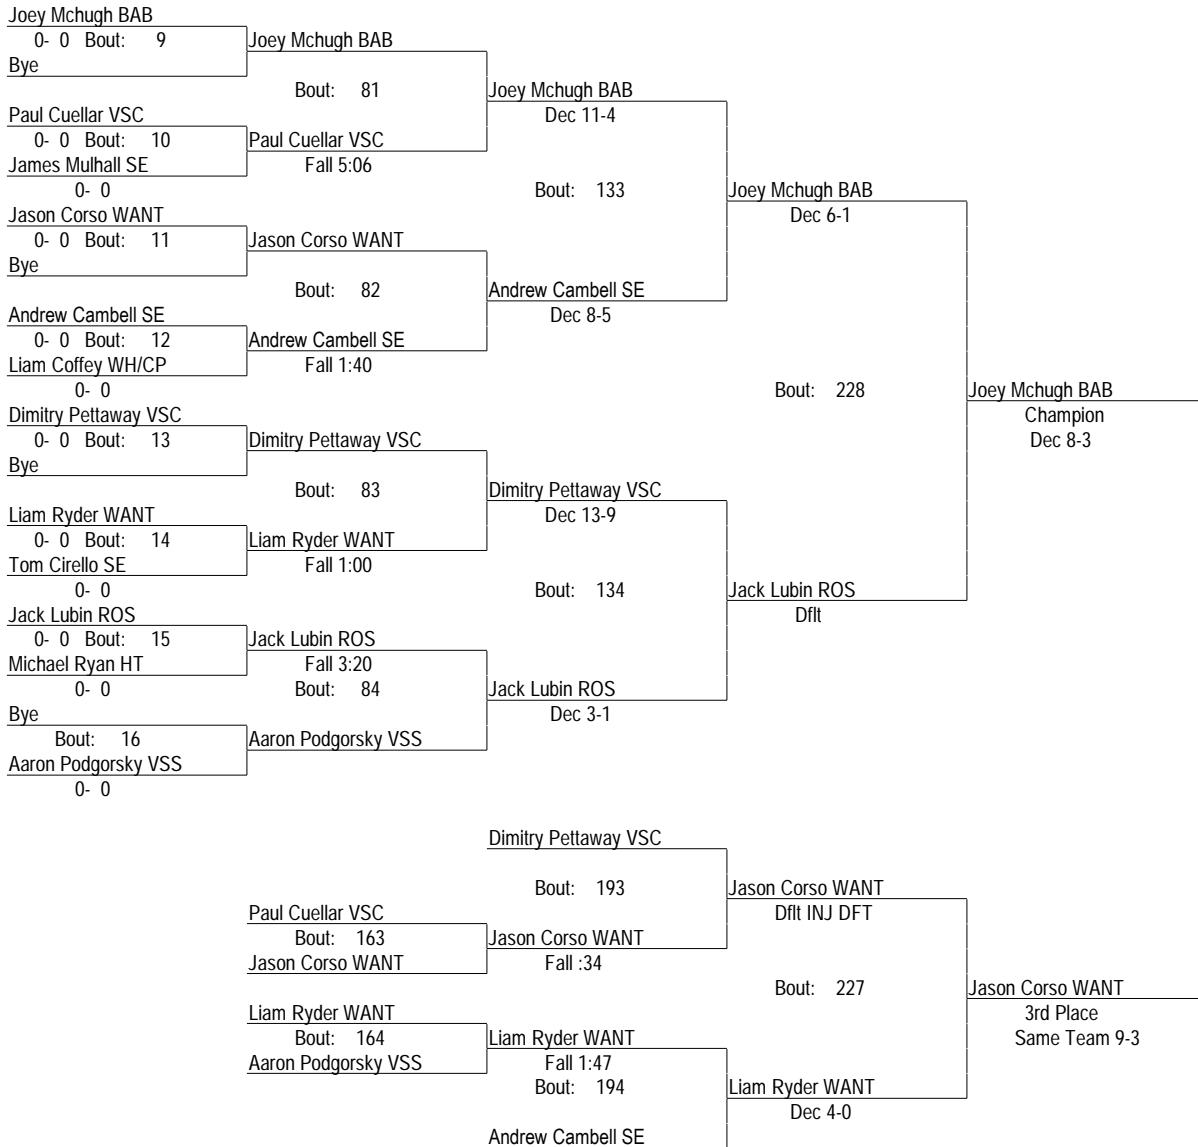 Joey Mchugh BAB
0- 0 Bout: 9 Joey Mchugh BAB
Bye
Bout: 81 Joey Mchugh BAB
Paul Cuellar VSC Dec 11-4
0- 0 Bout: 10 Paul Cuellar VSC
James Mulhall SE Fall 5:06
0- 0 Bout: 133 Joey Mchugh BAB
Jason Corso WANT Dec 6-1
0- 0 Bout: 11 Jason Corso WANT
Bye
Bout: 82 Andrew Cambell SE
Andrew Cambell SE Dec 8-5
0- 0 Bout: 12 Andrew Cambell SE
Liam Coffey WH/CP Fall 1:40
0- 0 Bout: 228 Joey Mchugh BAB
Dimitry Pettaway VSC Champion
0- 0 Bout: 13 Dimitry Pettaway VSC Dec 8-3
Bye
Bout: 83 Dimitry Pettaway VSC
Liam Ryder WANT Dec 13-9
0- 0 Bout: 14 Liam Ryder WANT
Tom Cirello SE Fall 1:00
0- 0 Bout: 134 Jack Lubin ROS
Jack Lubin ROS Dflt
0- 0 Bout: 15 Jack Lubin ROS
Michael Ryan HT Fall 3:20
0- 0 Bout: 84 Jack Lubin ROS
Bye Dec 3-1
Bout: 16 Aaron Podgorsky VSS
Aaron Podgorsky VSS
0- 0
Dimitry Pettaway VSC
Bout: 193 Jason Corso WANT
Paul Cuellar VSC Dflt INJ DFT
Bout: 163 Jason Corso WANT
Jason Corso WANT Fall :34
Bout: 227 Jason Corso WANT
Liam Ryder WANT 3rd Place
Bout: 164 Liam Ryder WANT Same Team 9-3
Aaron Podgorsky VSS Fall 1:47
Bout: 194 Liam Ryder WANT
Dec 4-0
Andrew Cambell SE